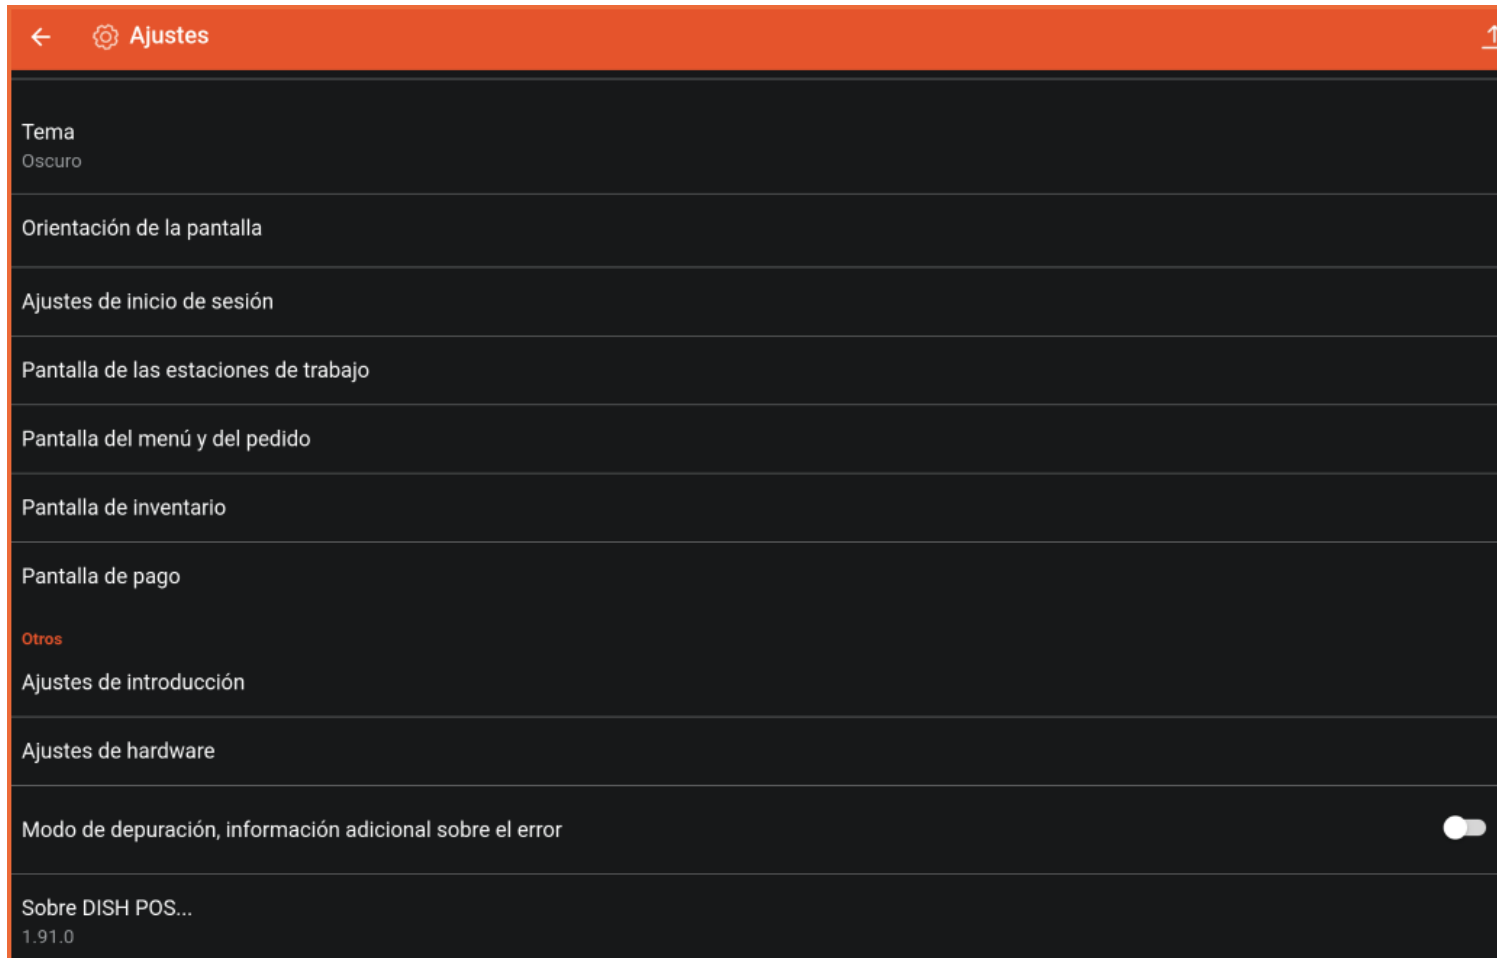 Ajustes
Tema
Oscuro
Orientación de la pantalla
Ajustes de inicio de sesión
Pantalla de las estaciones de trabajo
Pantalla del menú y del pedido
Pantalla de inventario
Pantalla de pago
Otros
Ajustes de introducción
Ajustes de hardware
Modo de depuración, información adicional sobre el error
Sobre DISH POS...
1.91.0